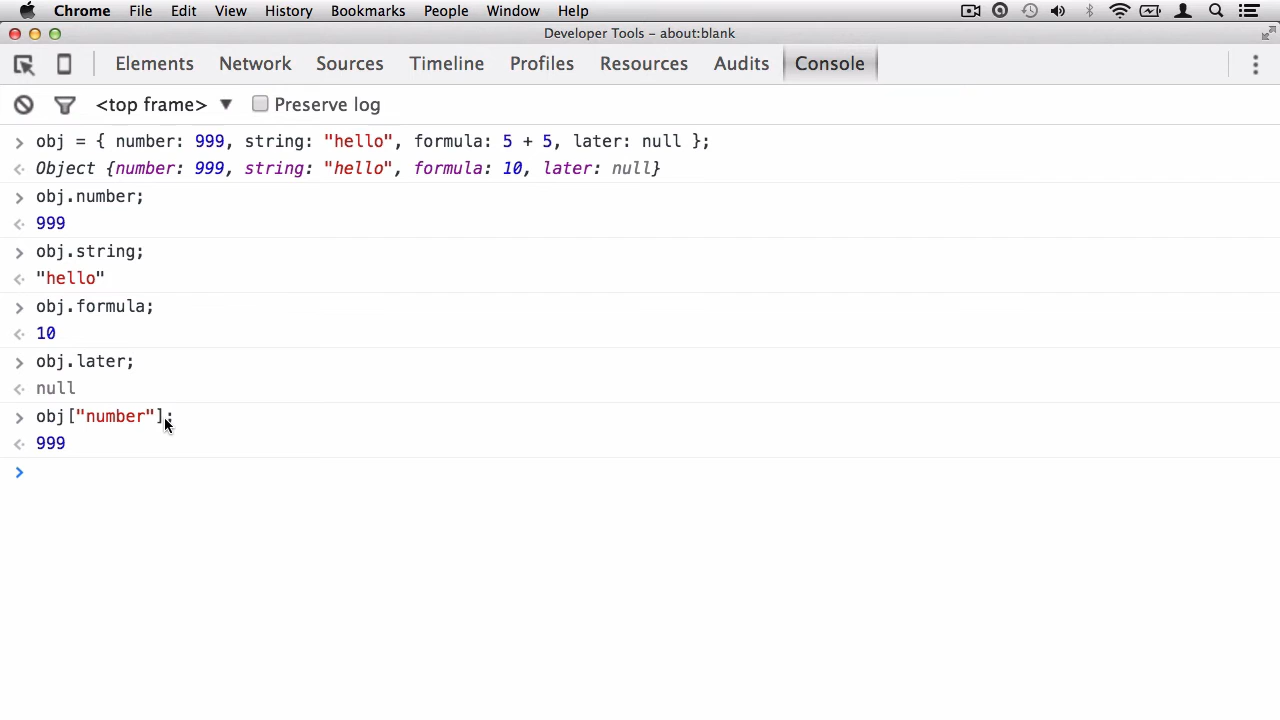 Chrome File Edit View History Bookmarks People Window Help
Developer Tools - about:blank
Elements Network Sources Timeline Profiles Resources Audits Console
<top frame> ▼ Preserve log
> obj = { number: 999, string: "hello", formula: 5 + 5, later: null };
Object {number: 999, string: "hello", formula: 10, later: null}
> obj.number;
999
> obj.string;
"hello"
> obj.formula;
10
> obj.later;
null
> obj["number"];
999
>